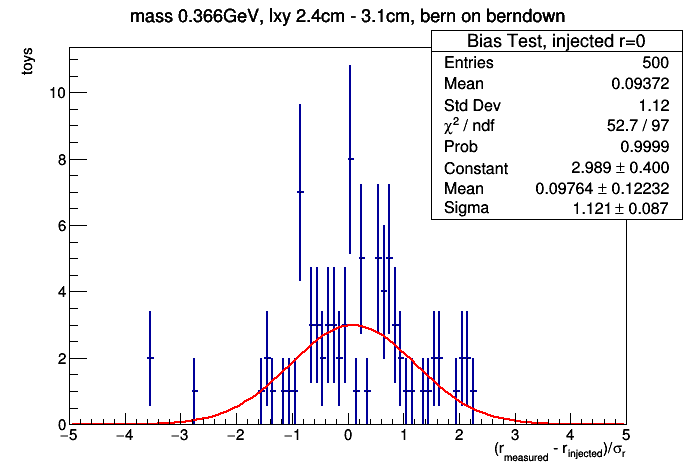 mass 0.366GeV, lxy 2.4cm - 3.1cm, bern on berndown
toys
Bias Test, injected r=0
Entries 500
Mean 0.09372
Std Dev 1.12
χ² / ndf 52.7 / 97
Prob 0.9999
Constant 2.989 ± 0.400
Mean 0.09764 ± 0.12232
Sigma 1.121 ± 0.087
10
8
6
4
2
0
−5 −4 −3 −2 −1 0 1 2 3 4 5
(r_measured - r_injected)/σ_r